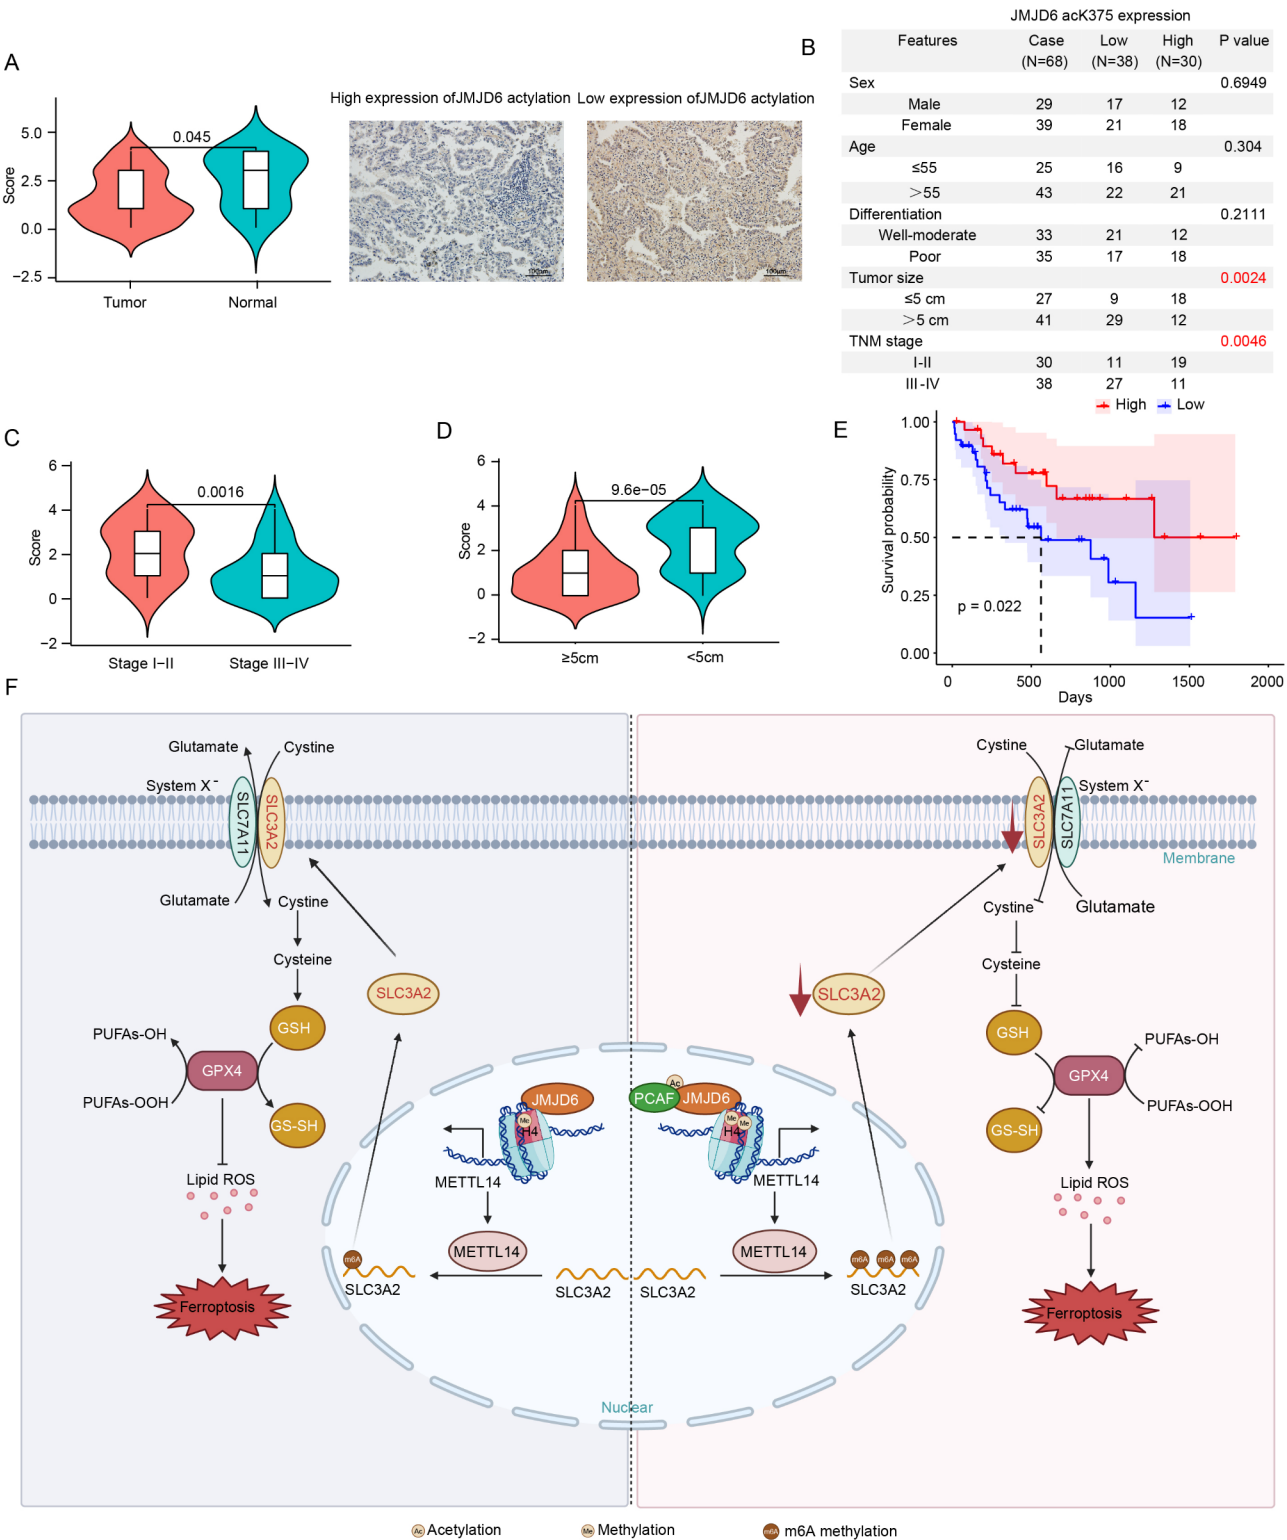 A
5.0
2.5
0.0
−2.5
Score
0.045
Tumor
Normal
High expression ofJMJD6 actylation
Low expression ofJMJD6 actylation
100um
100um
B
JMJD6 acK375 expression
Features Case (N=68) Low (N=38) High (N=30) P value
Sex 0.6949
Male 29 17 12
Female 39 21 18
Age 0.304
≤55 25 16 9
>55 43 22 21
Differentiation 0.2111
Well-moderate 33 21 12
Poor 35 17 18
Tumor size 0.0024
≤5 cm 27 9 18
>5 cm 41 29 12
TNM stage 0.0046
I-II 30 11 19
III-IV 38 27 11
C
6
4
2
0
−2
Score
0.0016
Stage I−II
Stage III−IV
D
6
4
2
0
−2
Score
9.6e−05
≥5cm
<5cm
E
High Low
1.00
0.75
0.50
0.25
0.00
Survival probability
p = 0.022
0 500 1000 1500 2000
Days
F
Glutamate
Cystine
System X-
SLC7A11
SLC3A2
Glutamate
Cystine
Cysteine
GSH
PUFAs-OH
GPX4
PUFAs-OOH
GS-SH
Lipid ROS
Ferroptosis
SLC3A2
JMJD6
Me
H4
METTL14
METTL14
m6A
SLC3A2
SLC3A2
Cystine
Glutamate
System X-
SLC3A2
SLC7A11
Membrane
Cystine
Glutamate
Cysteine
SLC3A2
GSH
PUFAs-OH
GPX4
PUFAs-OOH
GS-SH
Lipid ROS
Ferroptosis
Ac
PCAF
JMJD6
Me
Me
H4
METTL14
METTL14
m6A m6A m6A
SLC3A2
SLC3A2
Nuclear
Ac Acetylation
Me Methylation
m6A m6A methylation